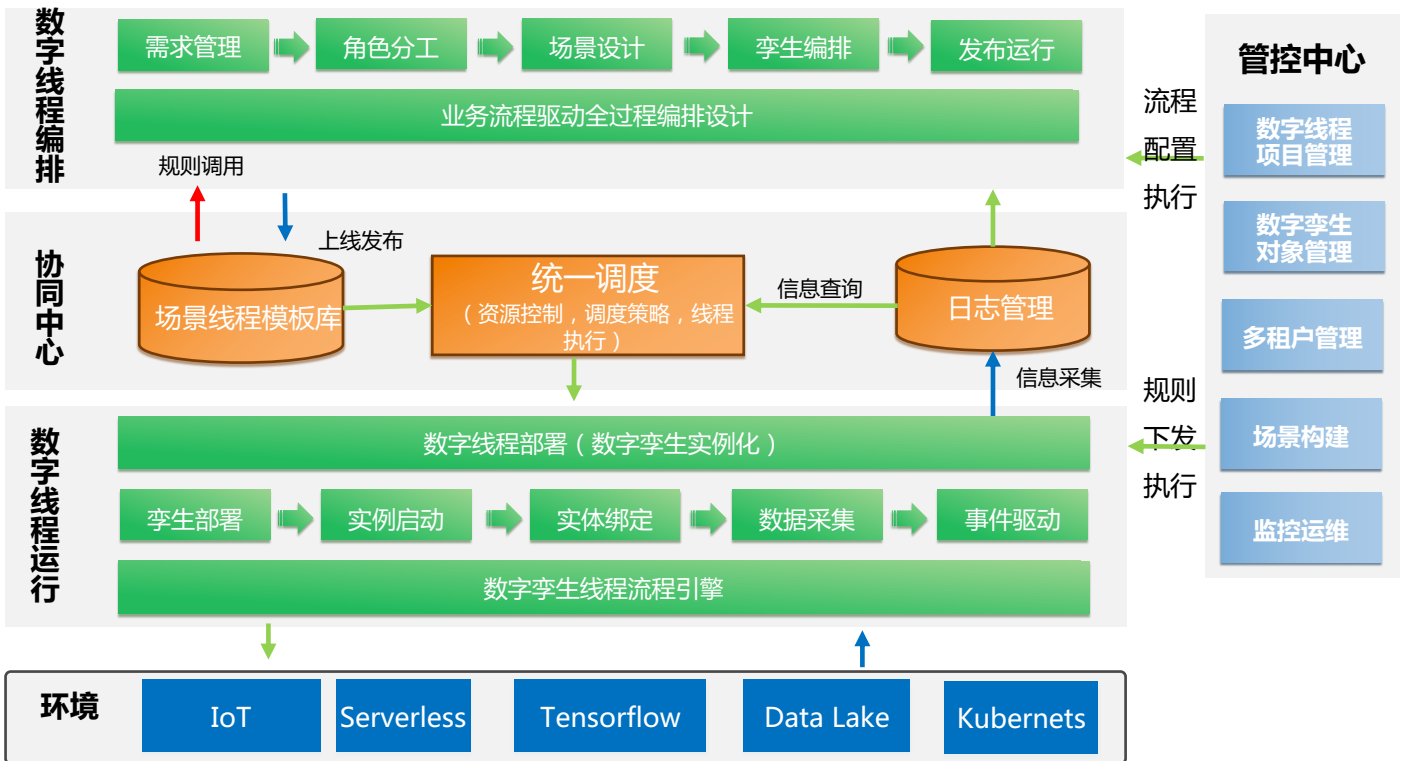 数字线程编排
需求管理
角色分工
场景设计
孪生编排
发布运行
业务流程驱动全过程编排设计
规则调用
上线发布
协同中心
场景线程模板库
统一调度
（资源控制，调度策略，线程
执行）
信息查询
日志管理
信息采集
数字线程运行
数字线程部署（数字孪生实例化）
孪生部署
实例启动
实体绑定
数据采集
事件驱动
数字孪生线程流程引擎
环境
IoT
Serverless
Tensorflow
Data Lake
Kubernets
流程
配置
执行
规则
下发
执行
管控中心
数字线程
项目管理
数字孪生
对象管理
多租户管理
场景构建
监控运维